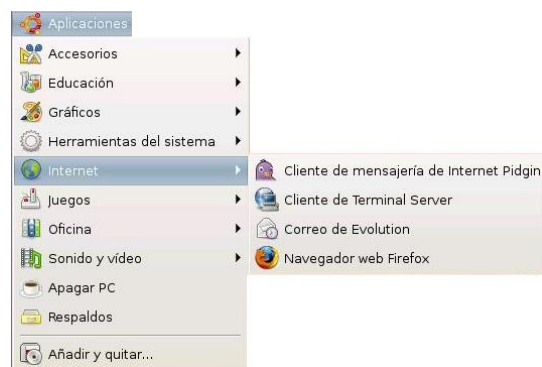 Aplicaciones
Accesorios
Educación
Gráficos
Herramientas del sistema
Internet
Juegos
Oficina
Sonido y vídeo
Apagar PC
Respaldos
Añadir y quitar...
Cliente de mensajería de Internet Pidgin
Cliente de Terminal Server
Correo de Evolution
Navegador web Firefox